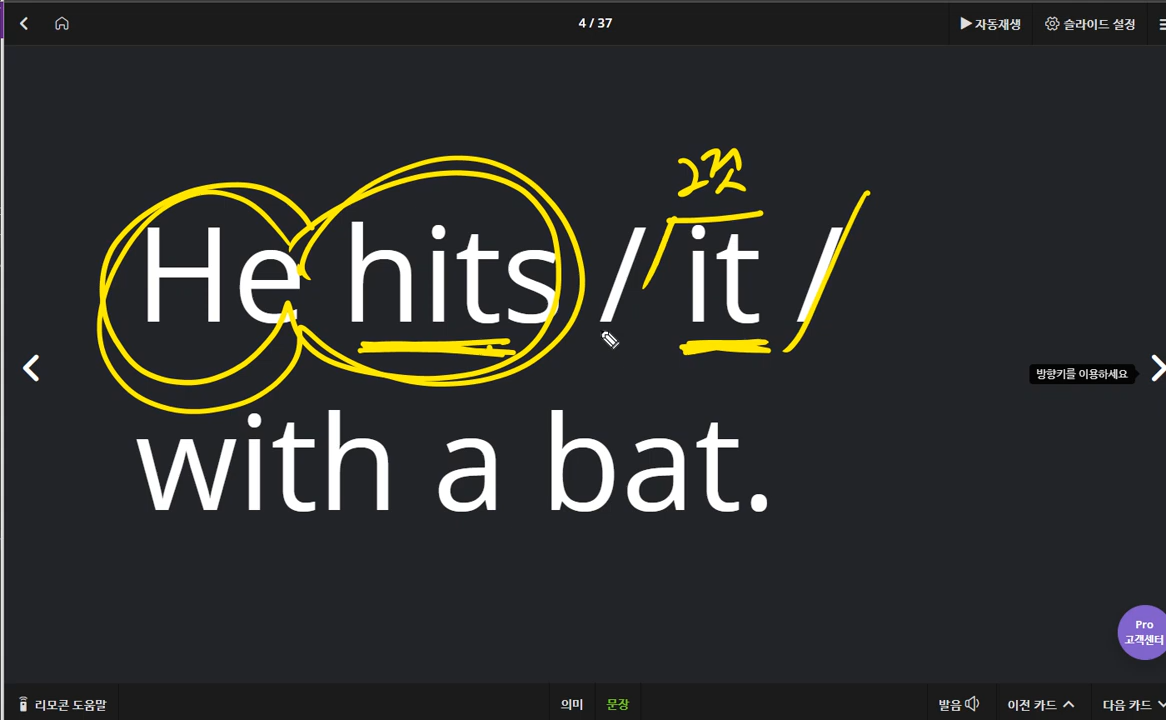 4 / 37
▶자동재생
슬라이드 설정
He hits / it /
방향키를 이용하세요
with a bat.
Pro
고객센터
리모콘 도움말
의미
문장
발음
이전 카드
다음 카드